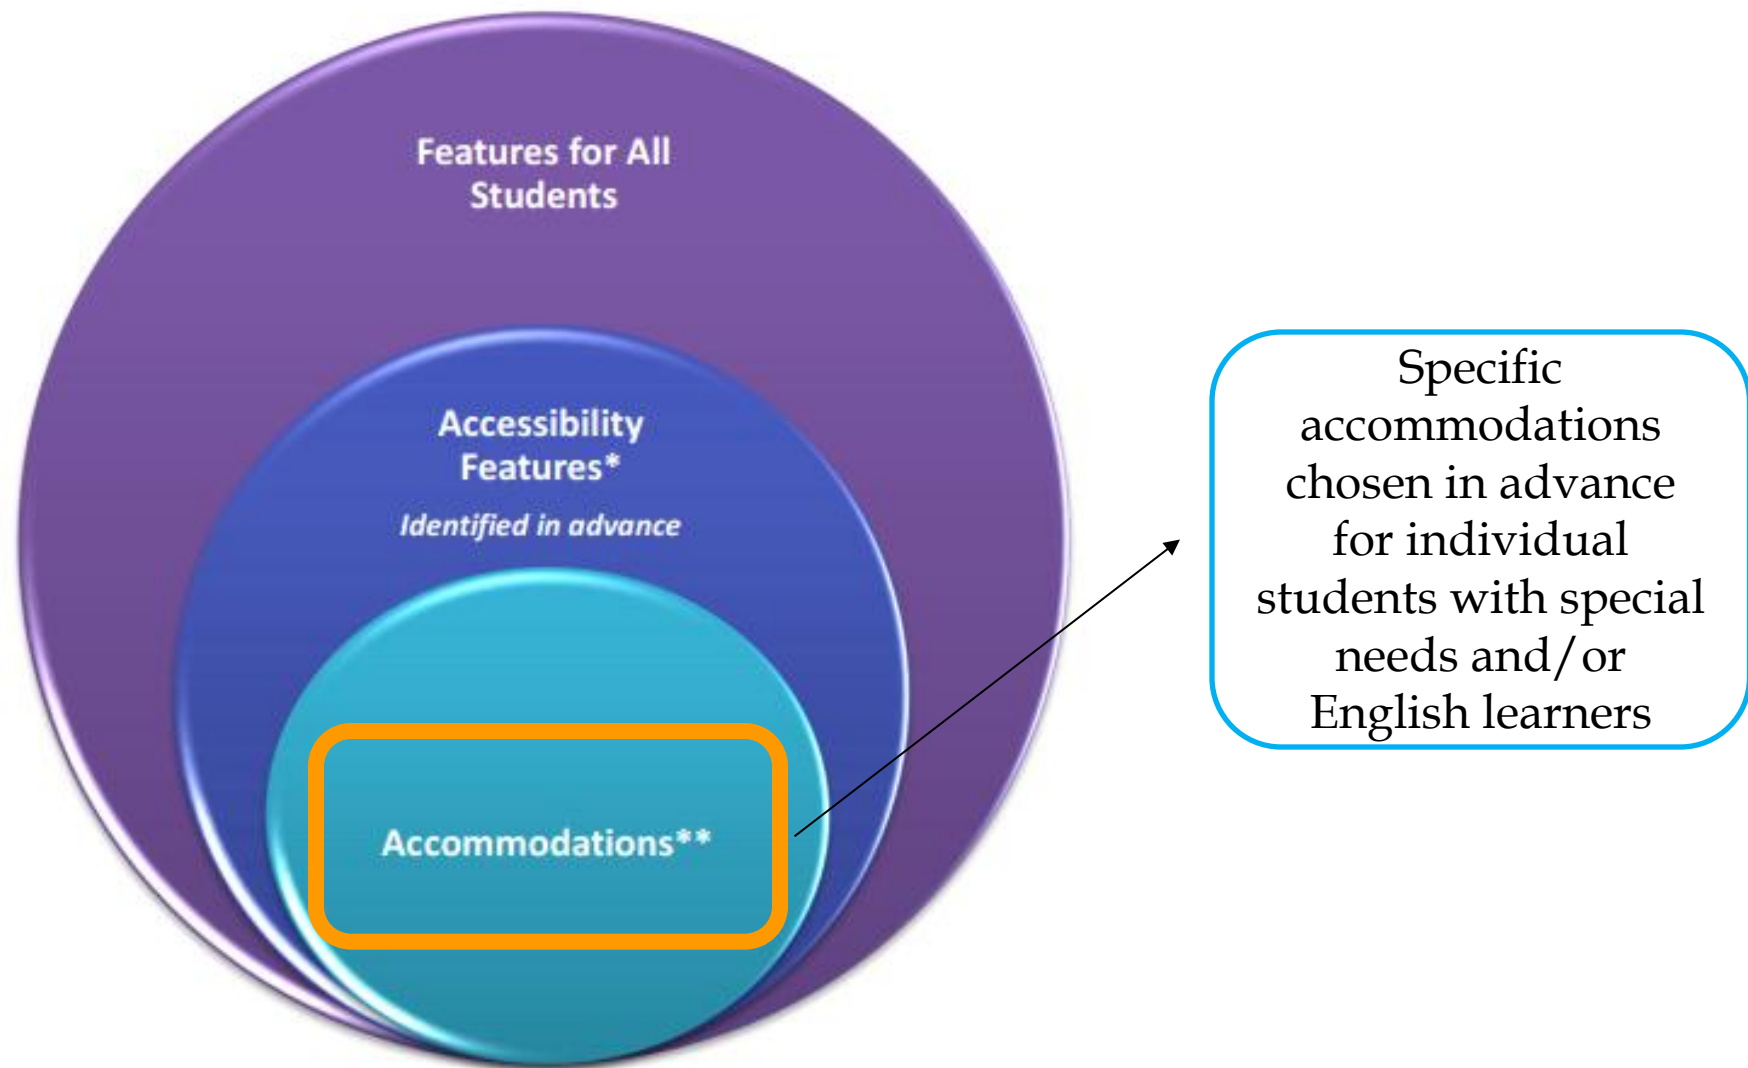 Features for All
Students
Accessibility
Features*
Identified in advance
Accommodations**
Specific
accommodations
chosen in advance
for individual
students with special
needs and/or
English learners